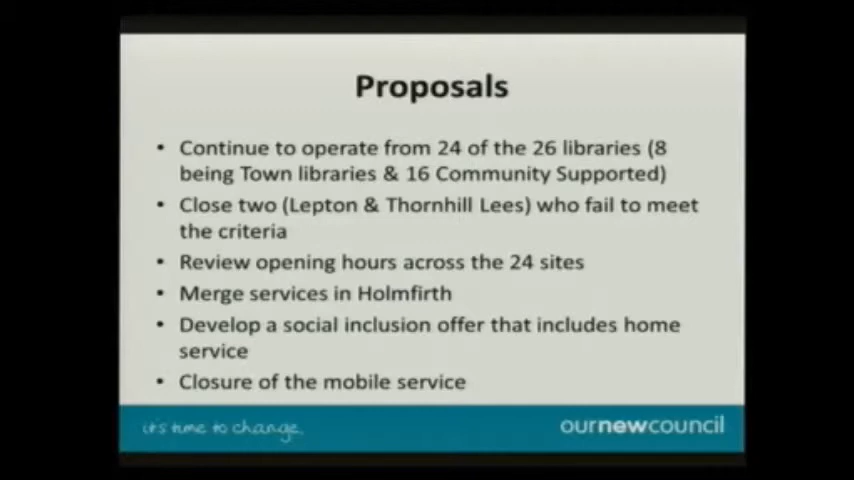 Proposals
• Continue to operate from 24 of the 26 libraries (8
being Town libraries & 16 Community Supported)
• Close two (Lepton & Thornhill Lees) who fail to meet
the criteria
• Review opening hours across the 24 sites
• Merge services in Holmfirth
• Develop a social inclusion offer that includes home
service
• Closure of the mobile service
it's time to change.
ournewcouncil